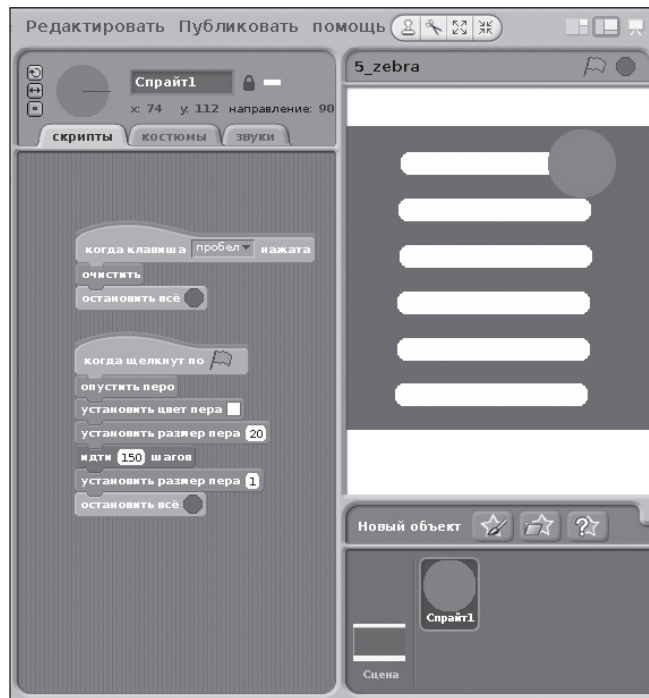 Редактировать Публиковать помощь
Спрайт1
x: 74 y: 112 направление: 90
скрипты костюмы звуки
когда клавиша пробел нажата
очистить
остановить всё
когда щелкнут по
опустить перо
установить цвет пера
установить размер пера 20
идти 150 шагов
установить размер пера 1
остановить всё
5_zebra
Новый объект
Спрайт1
Сцена